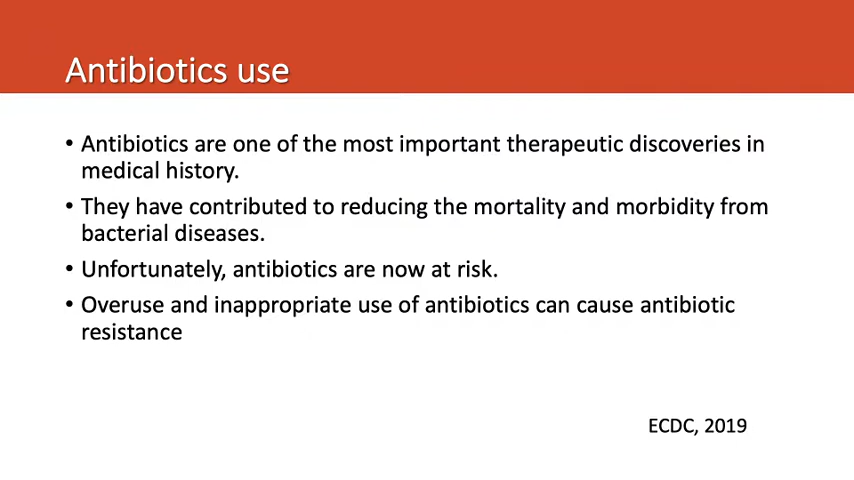 Antibiotics use
• Antibiotics are one of the most important therapeutic discoveries in
medical history.
• They have contributed to reducing the mortality and morbidity from
bacterial diseases.
• Unfortunately, antibiotics are now at risk.
• Overuse and inappropriate use of antibiotics can cause antibiotic
resistance
ECDC, 2019